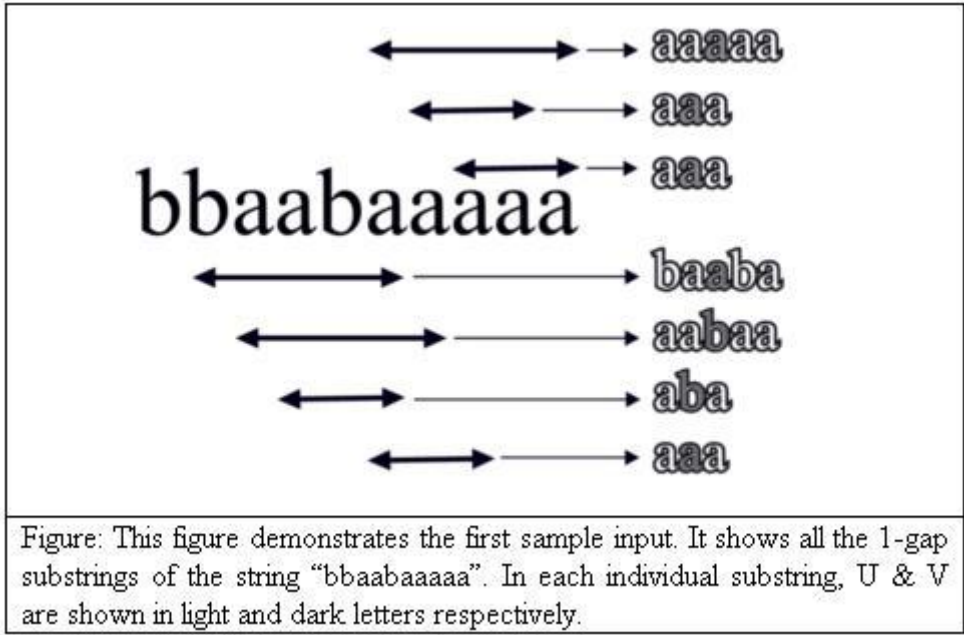 aaaaa
aaa
aaa
bbaabaaaaa
baaba
aabaa
aba
aaa
Figure: This figure demonstrates the first sample input. It shows all the 1-gap
substrings of the string “bbaabaaaaa”. In each individual substring, U & V
are shown in light and dark letters respectively.